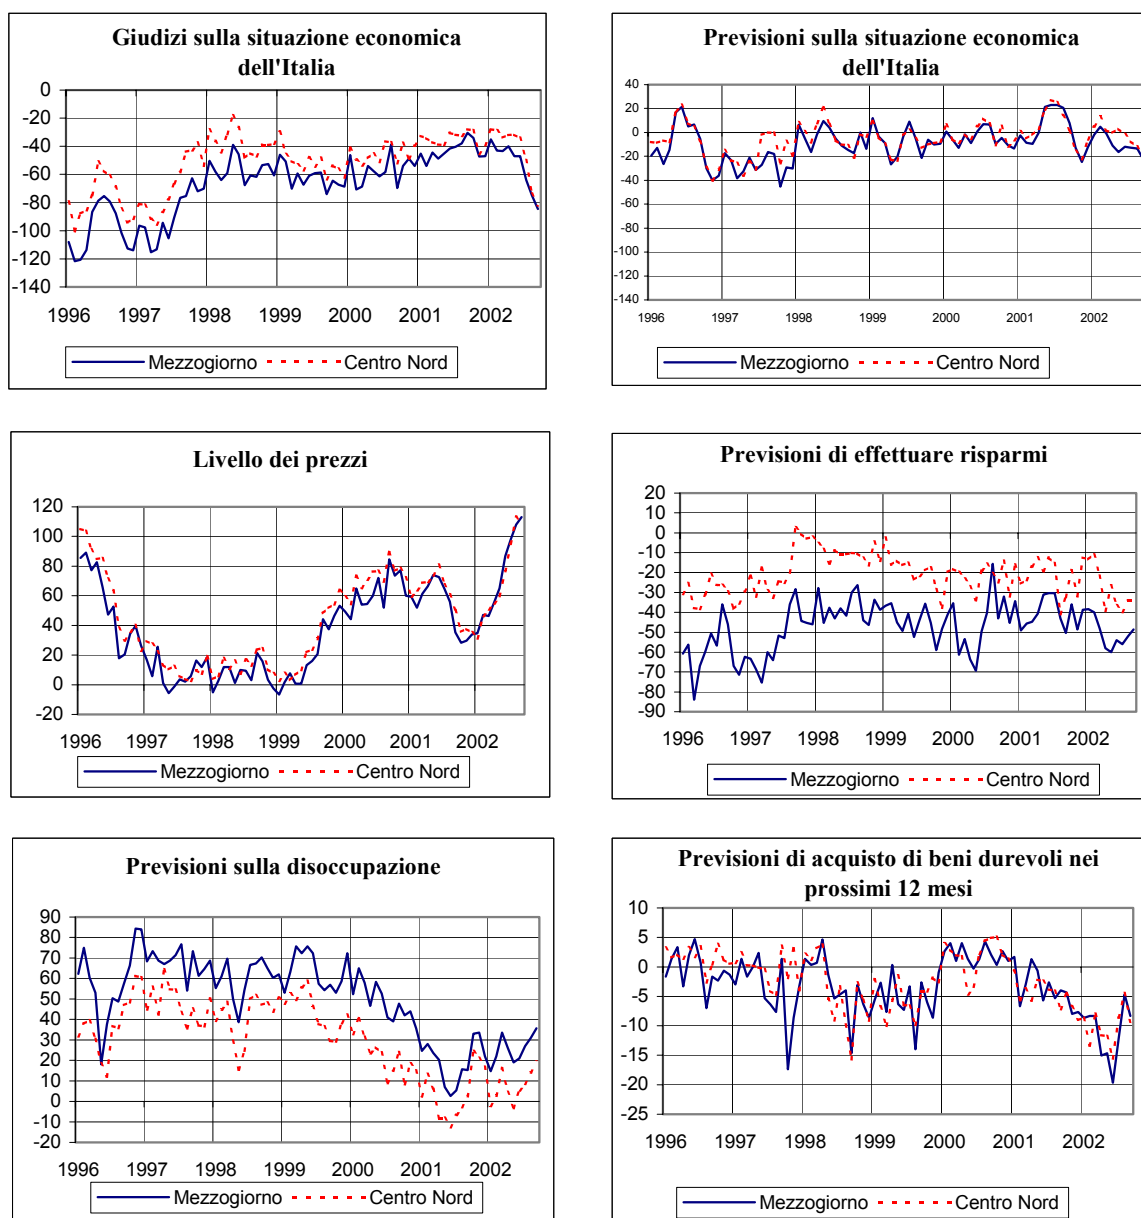 Giudizi sulla situazione economica
dell'Italia
0
-20
-40
-60
-80
-100
-120
-140
1996 1997 1998 1999 2000 2001 2002
Mezzogiorno Centro Nord
Previsioni sulla situazione economica
dell'Italia
40
20
0
-20
-40
-60
-80
-100
-120
-140
1996 1997 1998 1999 2000 2001 2002
Mezzogiorno Centro Nord
Livello dei prezzi
120
100
80
60
40
20
0
-20
1996 1997 1998 1999 2000 2001 2002
Mezzogiorno Centro Nord
Previsioni di effettuare risparmi
20
10
0
-10
-20
-30
-40
-50
-60
-70
-80
-90
1996 1997 1998 1999 2000 2001 2002
Mezzogiorno Centro Nord
Previsioni sulla disoccupazione
90
80
70
60
50
40
30
20
10
0
-10
-20
1996 1997 1998 1999 2000 2001 2002
Mezzogiorno Centro Nord
Previsioni di acquisto di beni durevoli nei
prossimi 12 mesi
10
5
0
-5
-10
-15
-20
-25
1996 1997 1998 1999 2000 2001 2002
Mezzogiorno Centro Nord